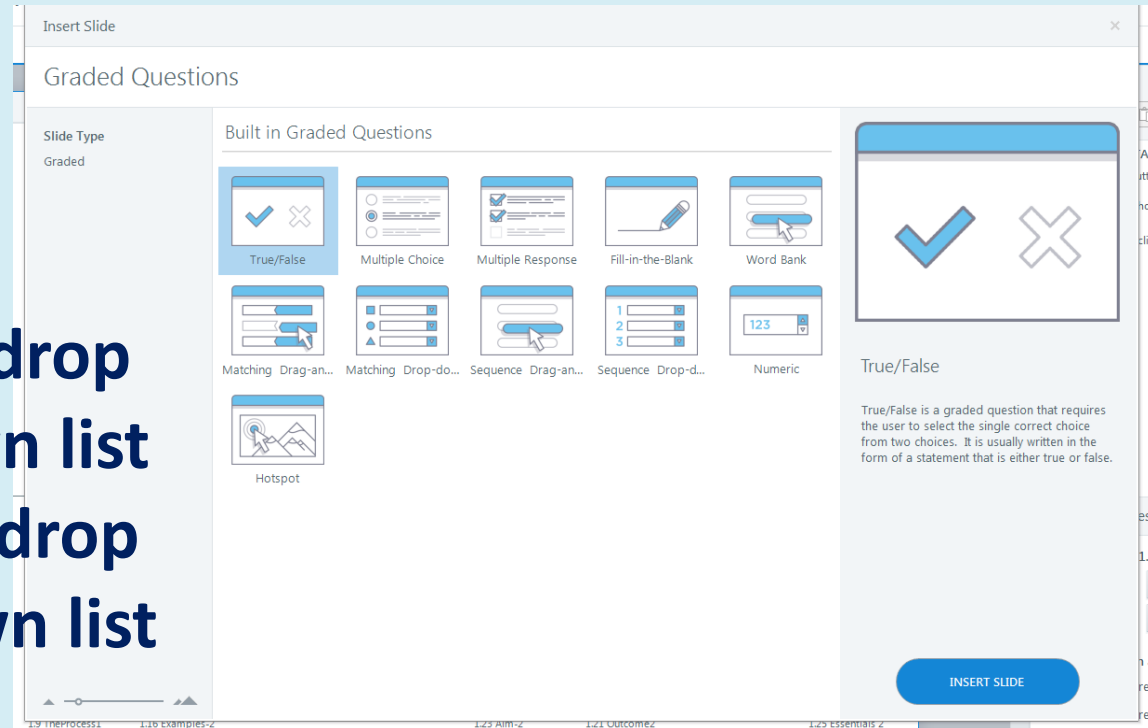 Insert Slide
Graded Questions
Slide Type
Graded
Built in Graded Questions
True/False
Multiple Choice
Multiple Response
Fill-in-the-Blank
Word Bank
1
2
3
123
Matching Drag-an...
Matching Drop-do...
Sequence Drag-an...
Sequence Drop-d...
Numeric
Hotspot
True/False
True/False is a graded question that requires
the user to select the single correct choice
from two choices. It is usually written in the
form of a statement that is either true or false.
INSERT SLIDE
drop
n list
drop
n list
1.9 TheProcess1
1.16 Examples-2
1.23 Aim-2
1.21 Outcome2
1.25 Essentials 2